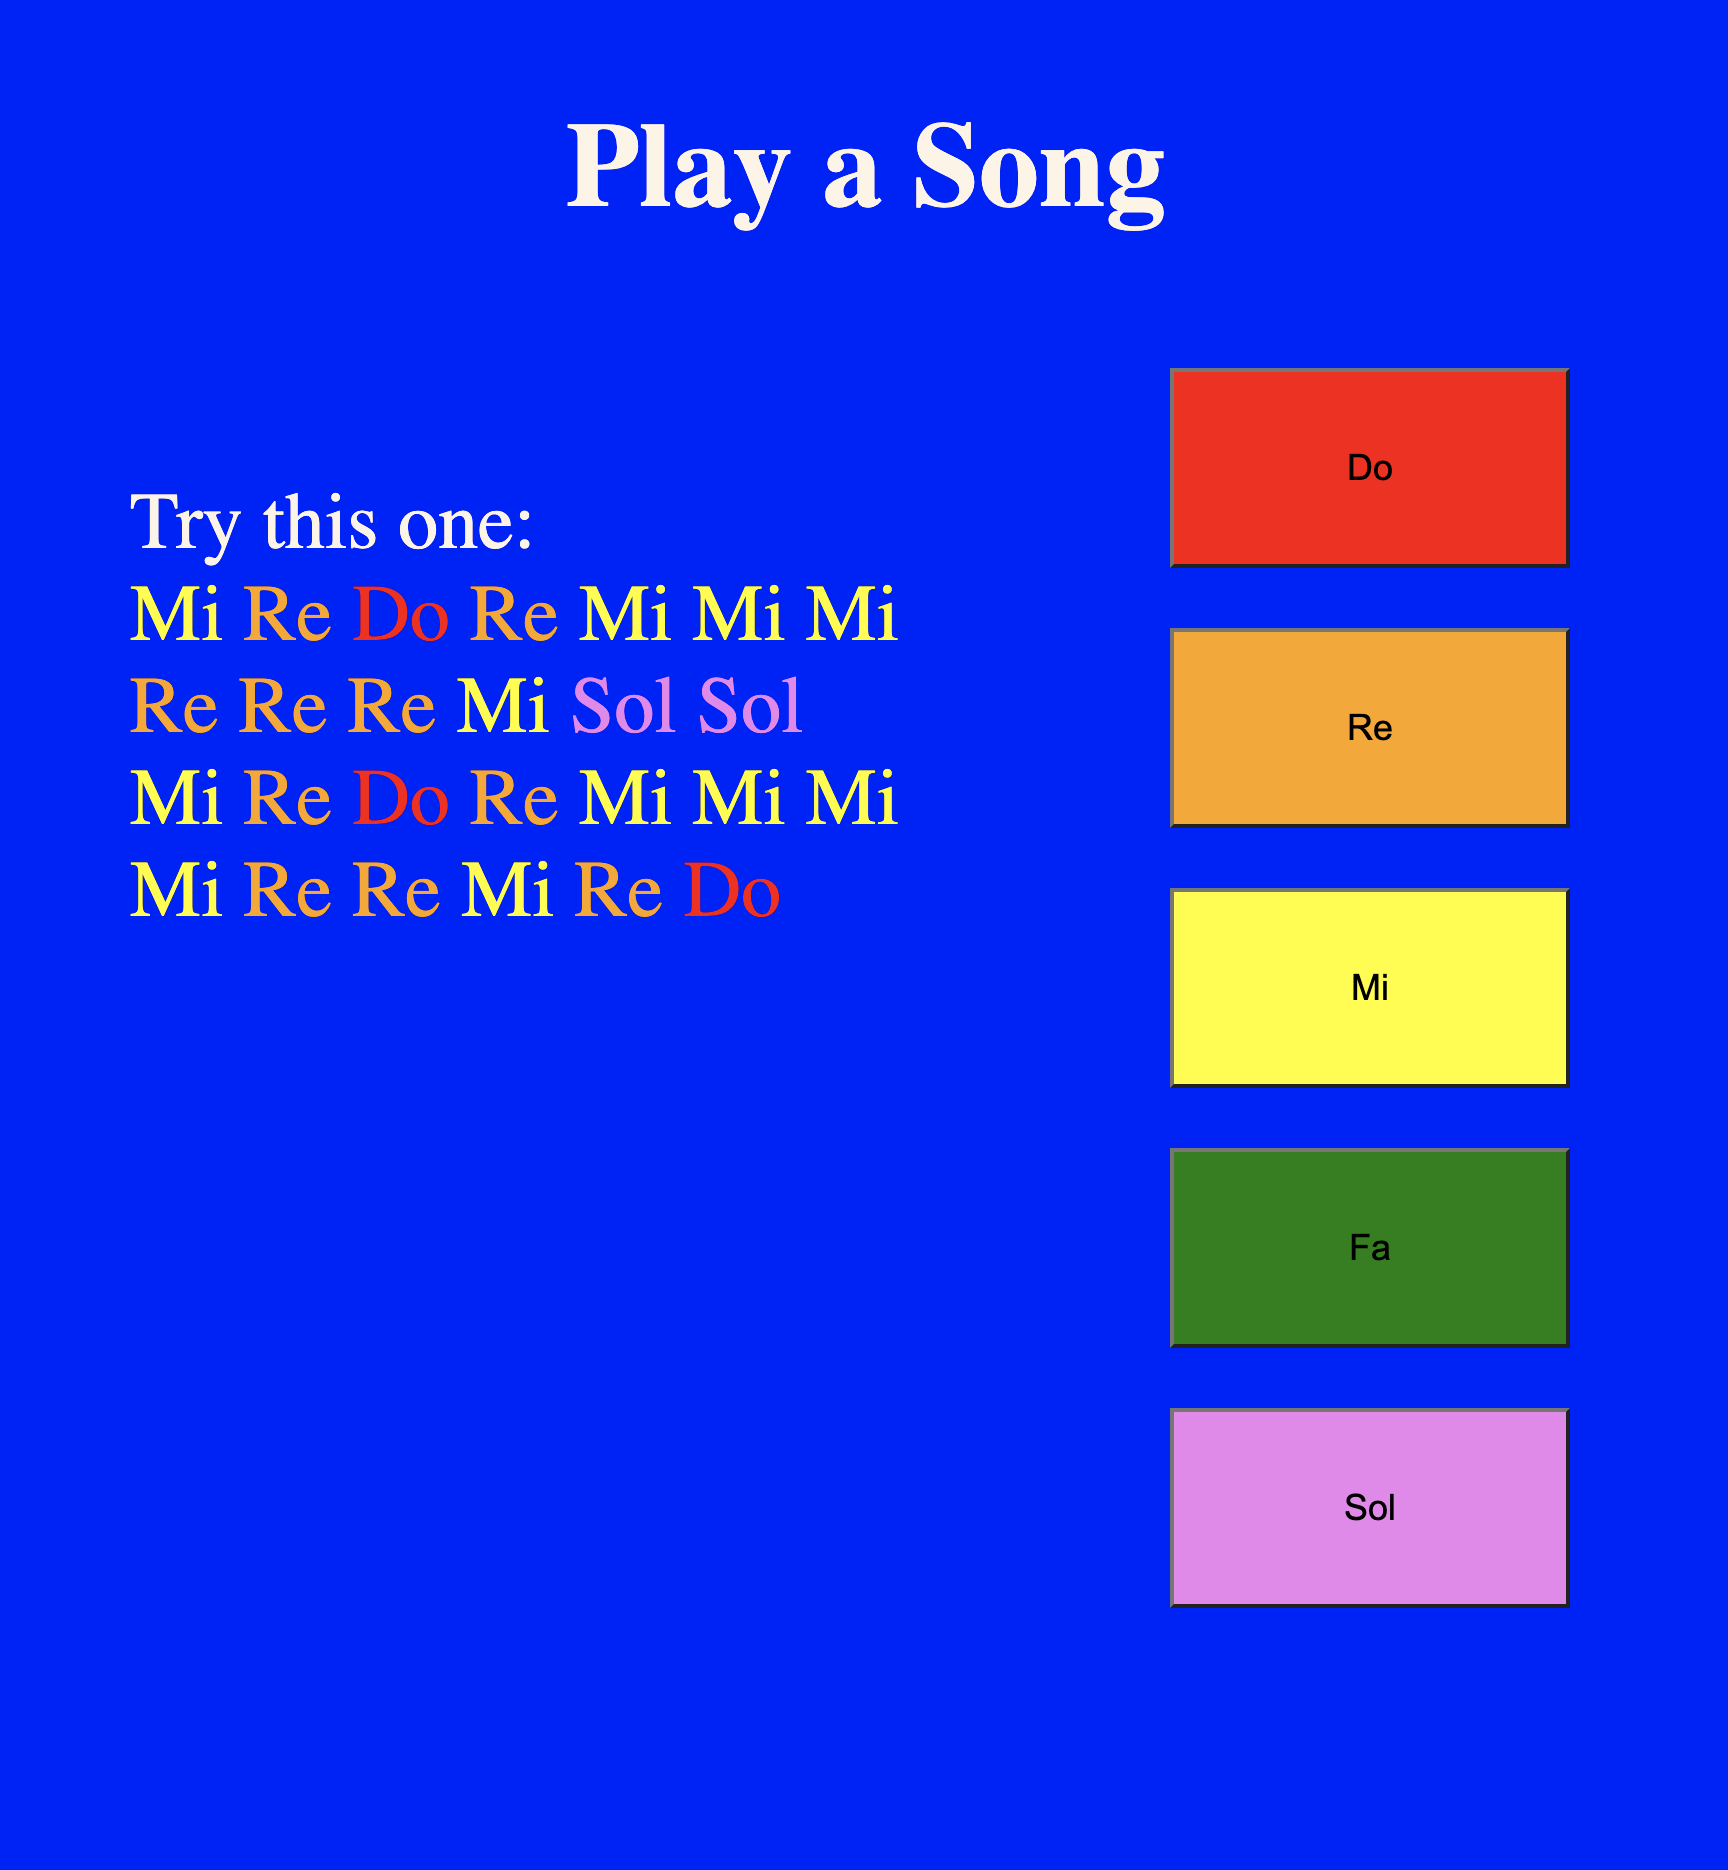 Play a Song
Try this one:
Mi Re Do Re Mi Mi Mi
Re Re Re Mi Sol Sol
Mi Re Do Re Mi Mi Mi
Mi Re Re Mi Re Do
Do
Re
Mi
Fa
Sol